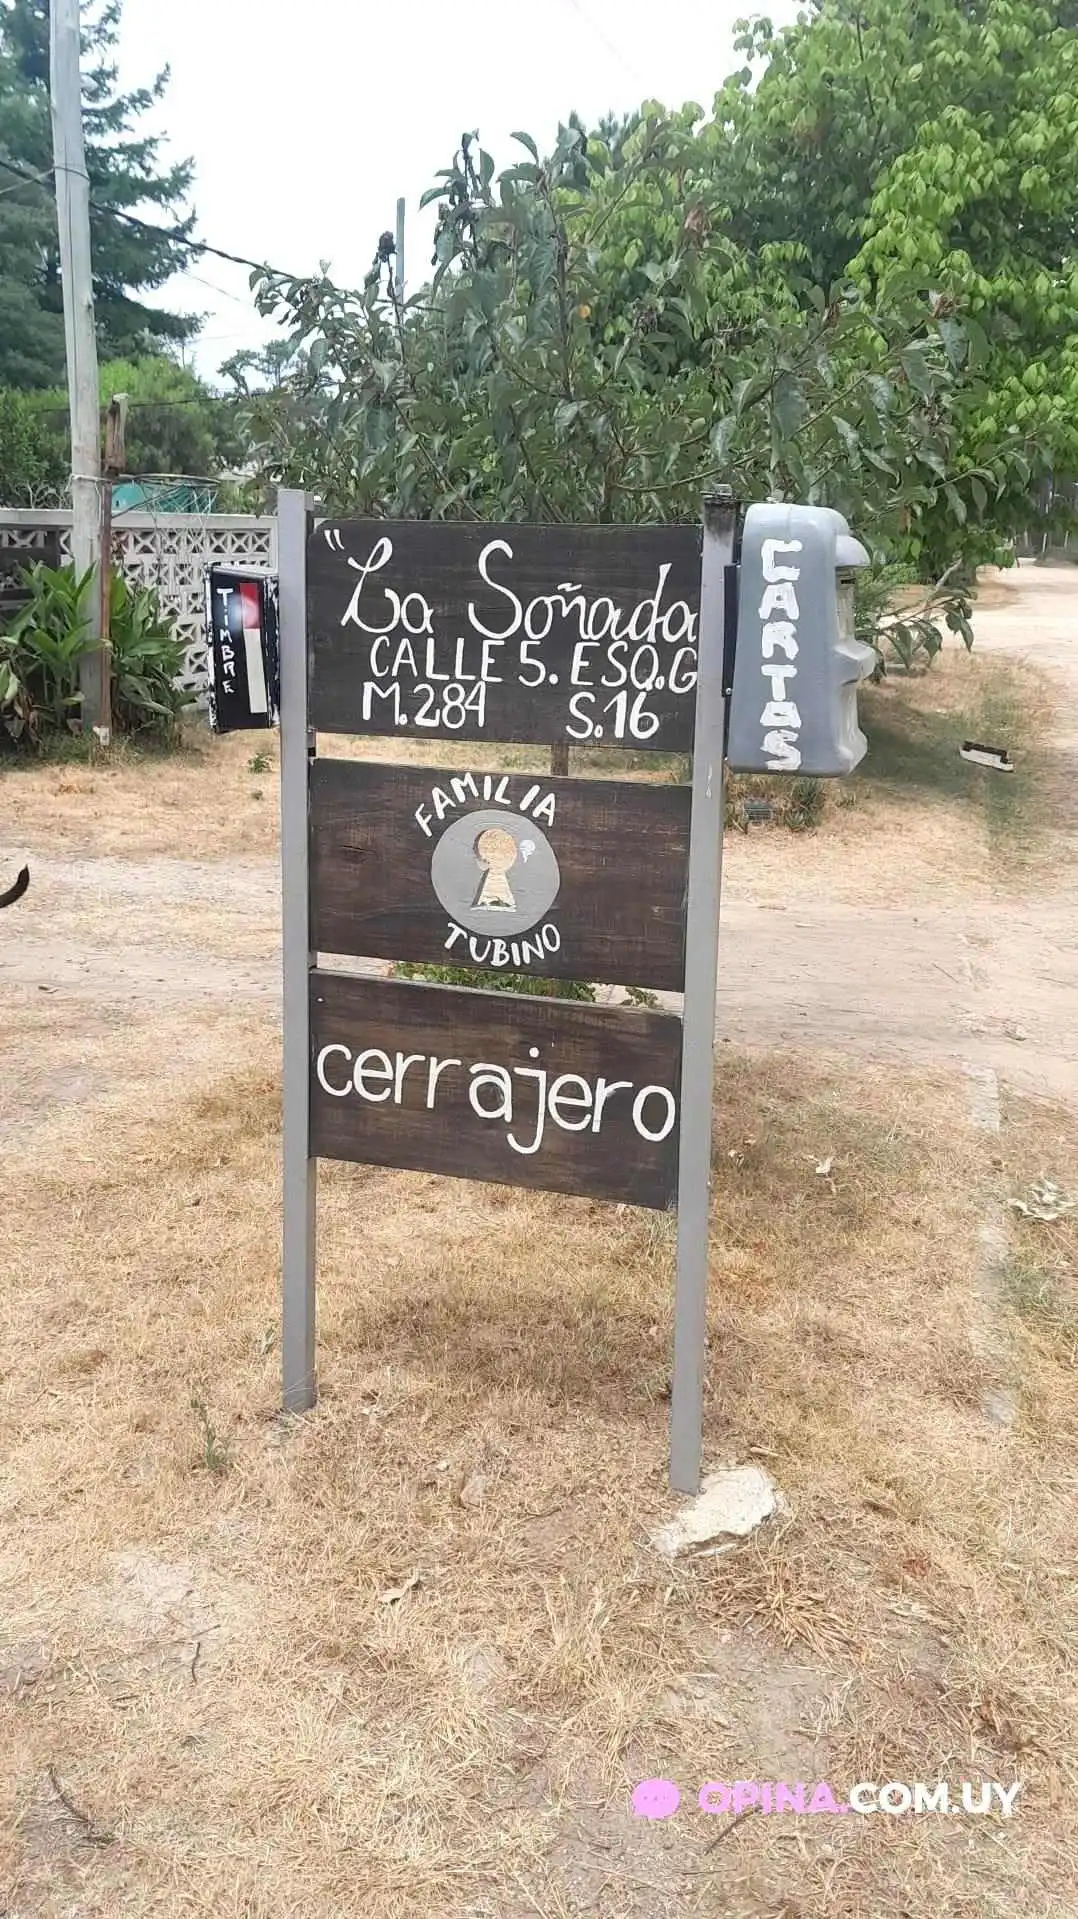 "La Soñada
CALLE 5. ESQ.G
M.284 S.16
TIMBRE
CARTAS
FAMILIA
TUBINO
cerrajero
OPINA.COM.UY